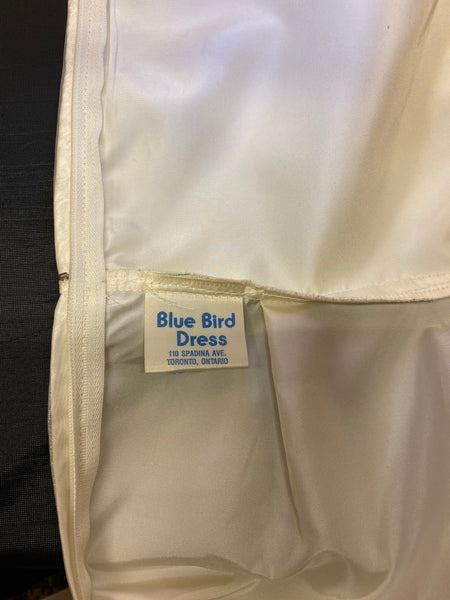 Blue Bird
Dress
110 SPADINA AVE.
TORONTO, ONTARIO